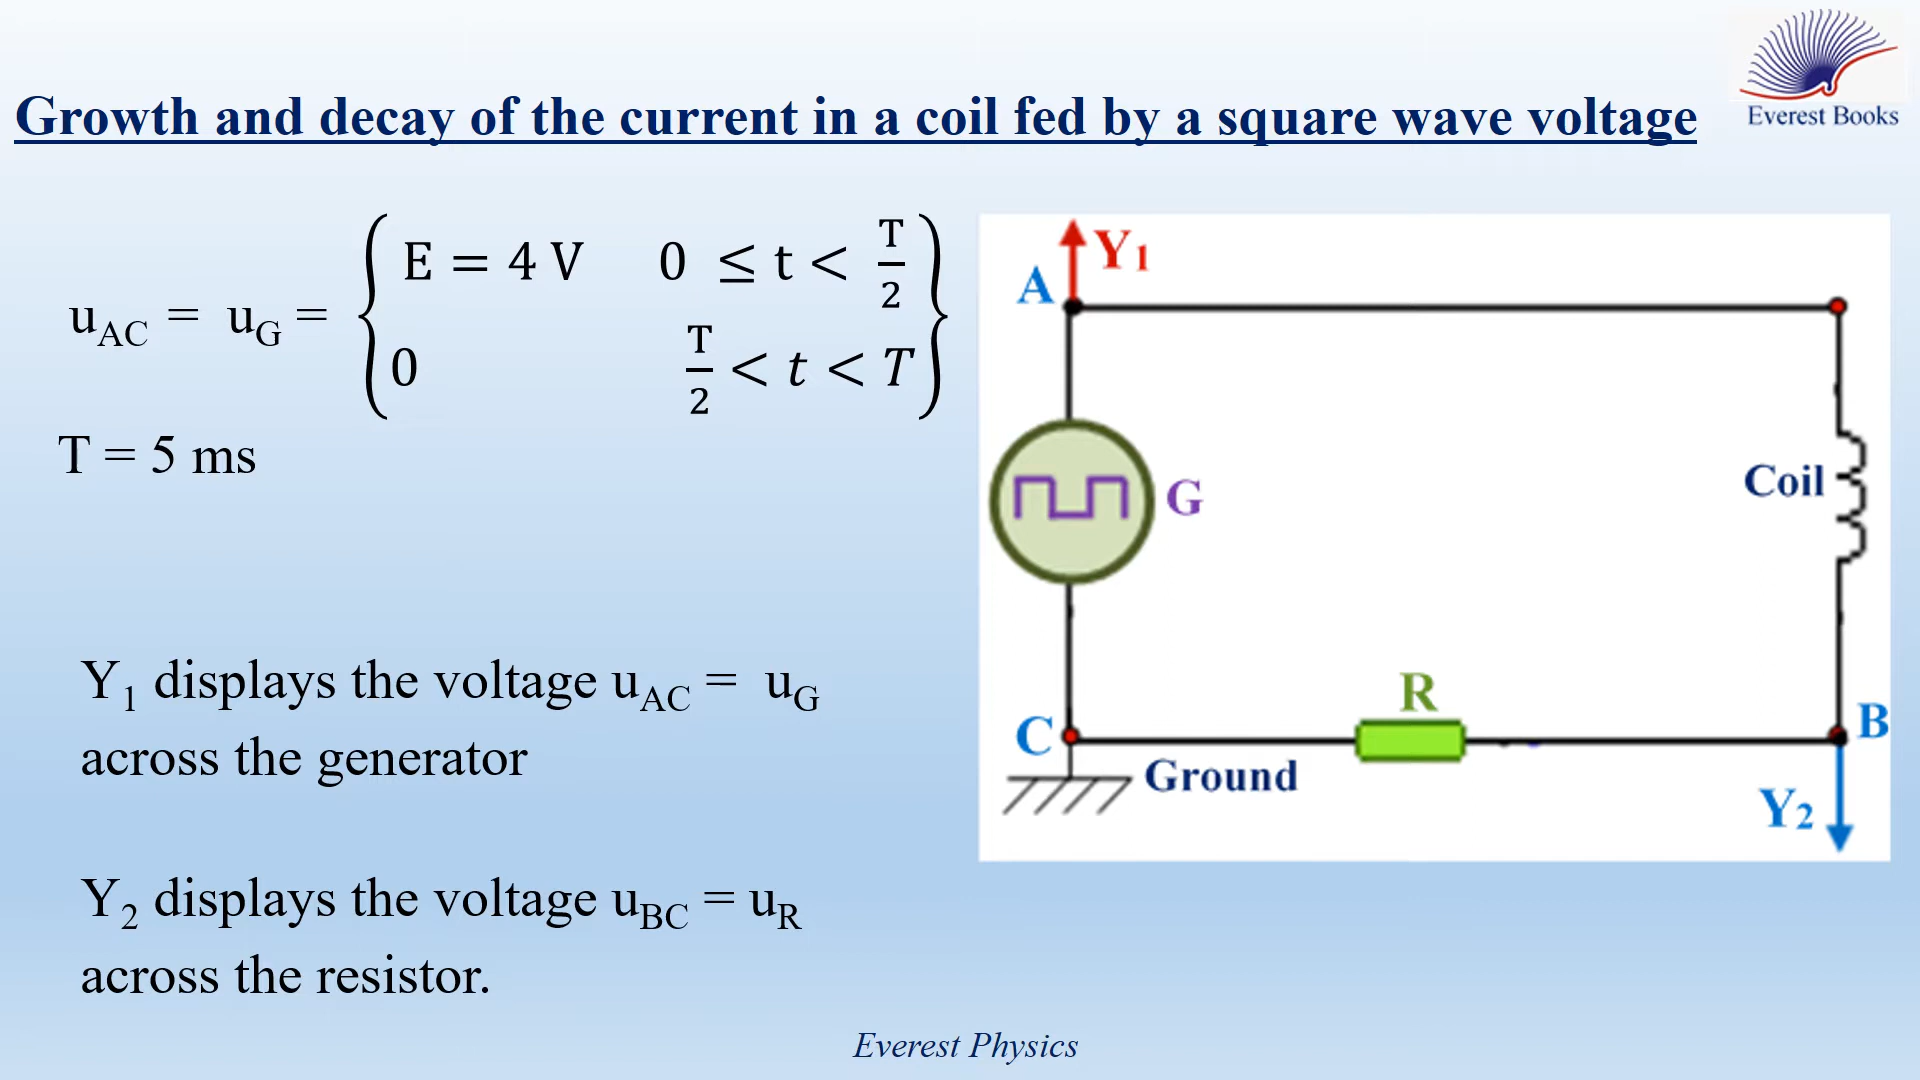 Everest Books
Growth and decay of the current in a coil fed by a square wave voltage
u_AC = u_G = { E = 4 V 0 ≤ t < T/2
0 T/2 < t < T }
T = 5 ms
Y₁ displays the voltage u_AC = u_G
across the generator
Y₂ displays the voltage u_BC = u_R
across the resistor.
A Y₁
G
Coil
R
C
B
Ground
Y₂
Everest Physics